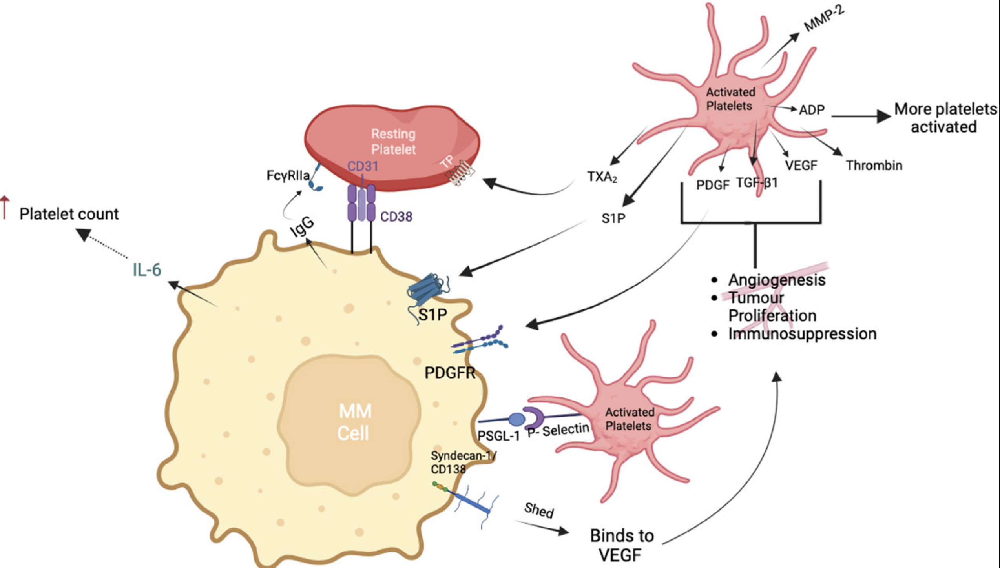 MMP-2
Activated
Platelets
ADP
More platelets
activated
Resting
Platelet
TP
CD31
FcγRIIa
TXA₂
VEGF
Thrombin
PDGF
TGF-β1
Platelet count
IgG
CD38
S1P
IL-6
• Angiogenesis
• Tumour
Proliferation
• Immunosuppression
S1P
PDGFR
MM
Cell
Activated
Platelets
PSGL-1
P- Selectin
Syndecan-1/
CD138
Shed
Binds to
VEGF